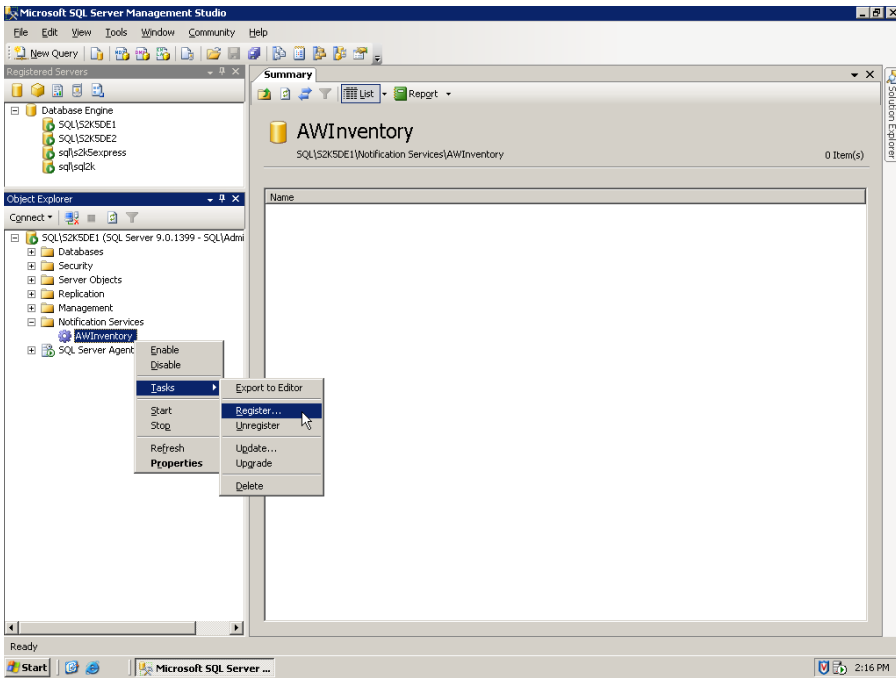 Microsoft SQL Server Management Studio
File Edit View Tools Window Community Help
New Query
Registered Servers
Database Engine
SQL\S2K5DE1
SQL\S2K5DE2
sql\s2k5express
sql\sql2k
Object Explorer
Connect
SQL\S2K5DE1 (SQL Server 9.0.1399 - SQL\Admi
Databases
Security
Server Objects
Replication
Management
Notification Services
AWInventory
SQL Server Agent
Enable
Disable
Tasks
Start
Stop
Refresh
Properties
Export to Editor
Register...
Unregister
Update...
Upgrade
Delete
Summary
List
Report
AWInventory
SQL\S2K5DE1\Notification Services\AWInventory
0 Item(s)
Name
Solution Explorer
Ready
Start
Microsoft SQL Server ...
2:16 PM